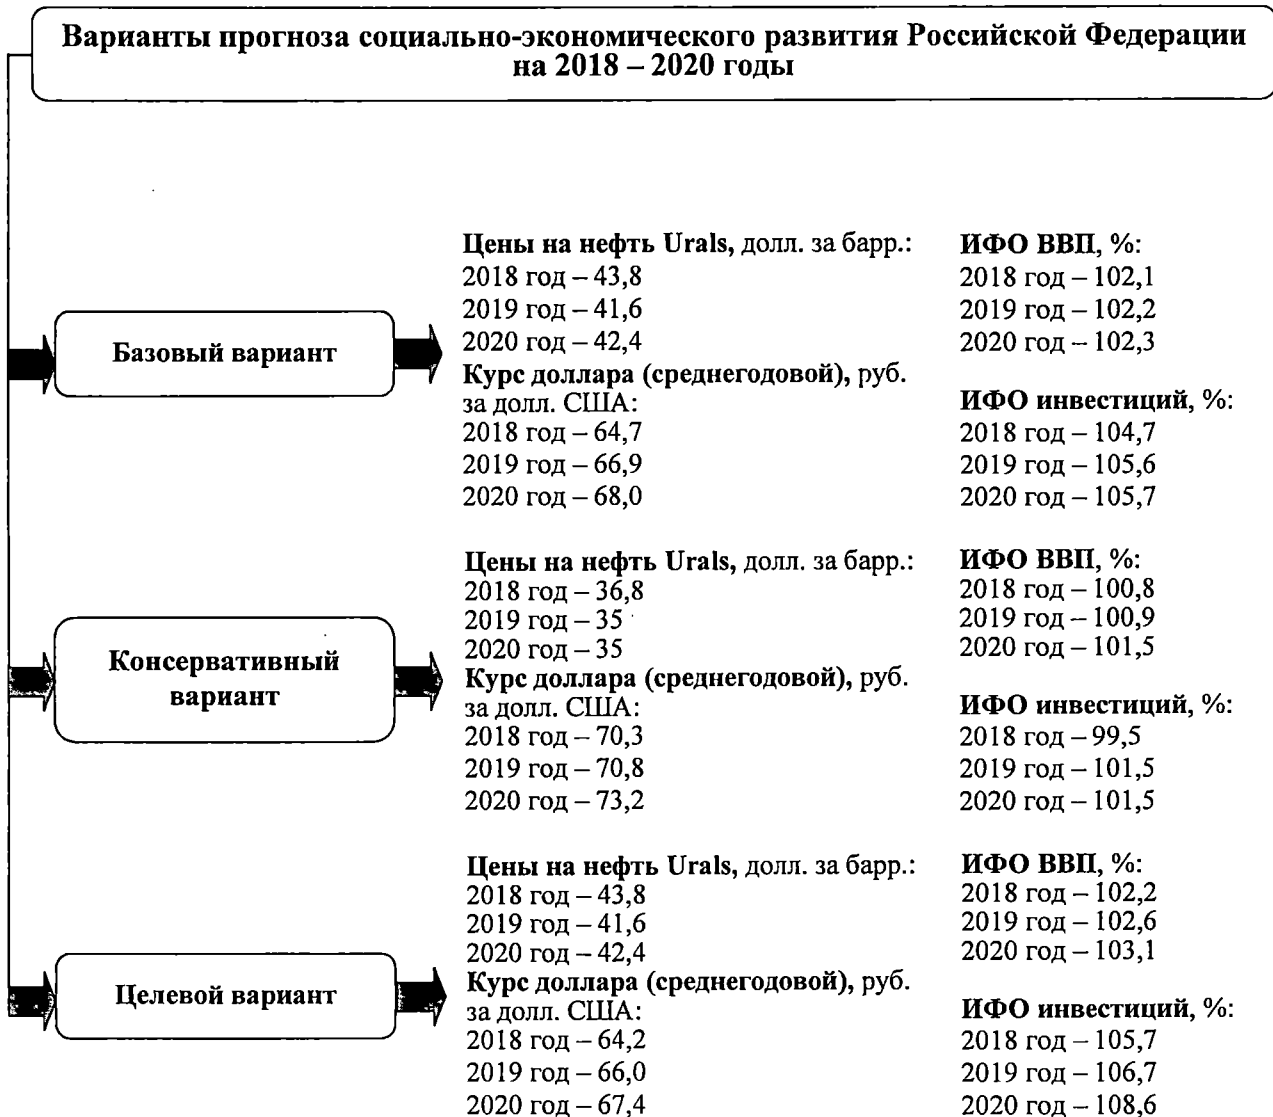 Варианты прогноза социально-экономического развития Российской Федерации
на 2018 – 2020 годы
Базовый вариант
Цены на нефть Urals, долл. за барр.:
2018 год – 43,8
2019 год – 41,6
2020 год – 42,4
Курс доллара (среднегодовой), руб.
за долл. США:
2018 год – 64,7
2019 год – 66,9
2020 год – 68,0
ИФО ВВП, %:
2018 год – 102,1
2019 год – 102,2
2020 год – 102,3
ИФО инвестиций, %:
2018 год – 104,7
2019 год – 105,6
2020 год – 105,7
Консервативный
вариант
Цены на нефть Urals, долл. за барр.:
2018 год – 36,8
2019 год – 35
2020 год – 35
Курс доллара (среднегодовой), руб.
за долл. США:
2018 год – 70,3
2019 год – 70,8
2020 год – 73,2
ИФО ВВП, %:
2018 год – 100,8
2019 год – 100,9
2020 год – 101,5
ИФО инвестиций, %:
2018 год – 99,5
2019 год – 101,5
2020 год – 101,5
Целевой вариант
Цены на нефть Urals, долл. за барр.:
2018 год – 43,8
2019 год – 41,6
2020 год – 42,4
Курс доллара (среднегодовой), руб.
за долл. США:
2018 год – 64,2
2019 год – 66,0
2020 год – 67,4
ИФО ВВП, %:
2018 год – 102,2
2019 год – 102,6
2020 год – 103,1
ИФО инвестиций, %:
2018 год – 105,7
2019 год – 106,7
2020 год – 108,6